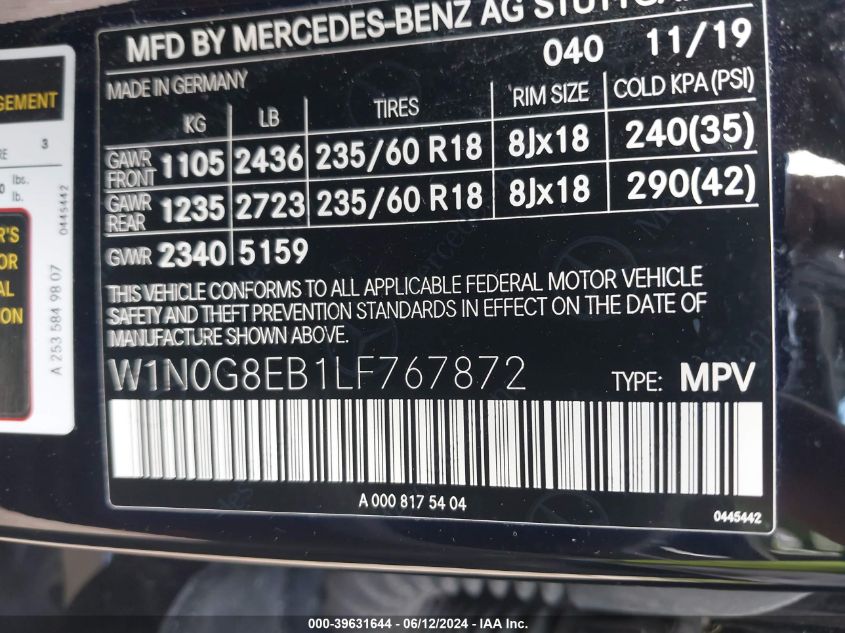 MFD BY MERCEDES-BENZ AG
040 11/19
MADE IN GERMANY
KG LB TIRES RIM SIZE COLD KPA(PSI)
GAWR FRONT 1105 2436 235/60 R18 8Jx18 240(35)
GAWR REAR 1235 2723 235/60 R18 8Jx18 290(42)
GVWR 2340 5159
THIS VEHICLE CONFORMS TO ALL APPLICABLE FEDERAL MOTOR VEHICLE
SAFETY AND THEFT PREVENTION STANDARDS IN EFFECT ON THE DATE OF
MANUFACTURE SHOWN ABOVE.
W1N0G8EB1LF767872 TYPE: MPV
A 000 817 54 04
0445442
GEMENT
3
lbs.
lb.
0445442
A 253 584 98 07
000-39631644 / 06/12/2024 - IAA Inc.